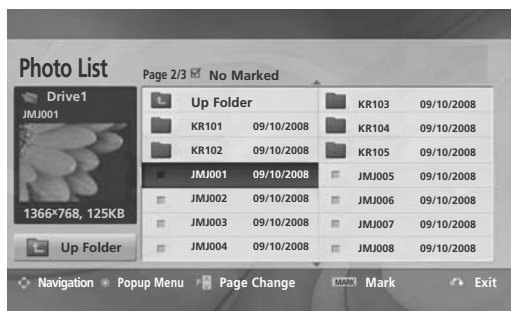 Photo List
Page 2/3 No Marked
Drive1
JMJ001
1366×768, 125KB
Up Folder
Up Folder
KR101 09/10/2008
KR102 09/10/2008
JMJ001 09/10/2008
JMJ002 09/10/2008
JMJ003 09/10/2008
JMJ004 09/10/2008
KR103 09/10/2008
KR104 09/10/2008
KR105 09/10/2008
JMJ005 09/10/2008
JMJ006 09/10/2008
JMJ007 09/10/2008
JMJ008 09/10/2008
Navigation Popup Menu Page Change MARK Mark Exit